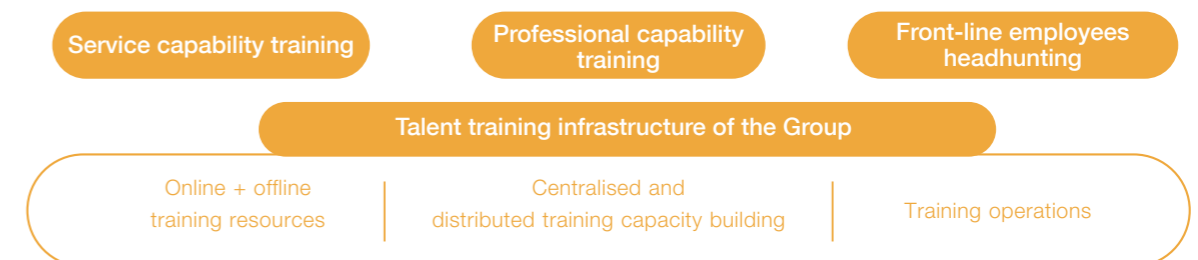 Service capability training
Professional capability
training
Front-line employees
headhunting
Talent training infrastructure of the Group
Online + offline
training resources
Centralised and
distributed training capacity building
Training operations